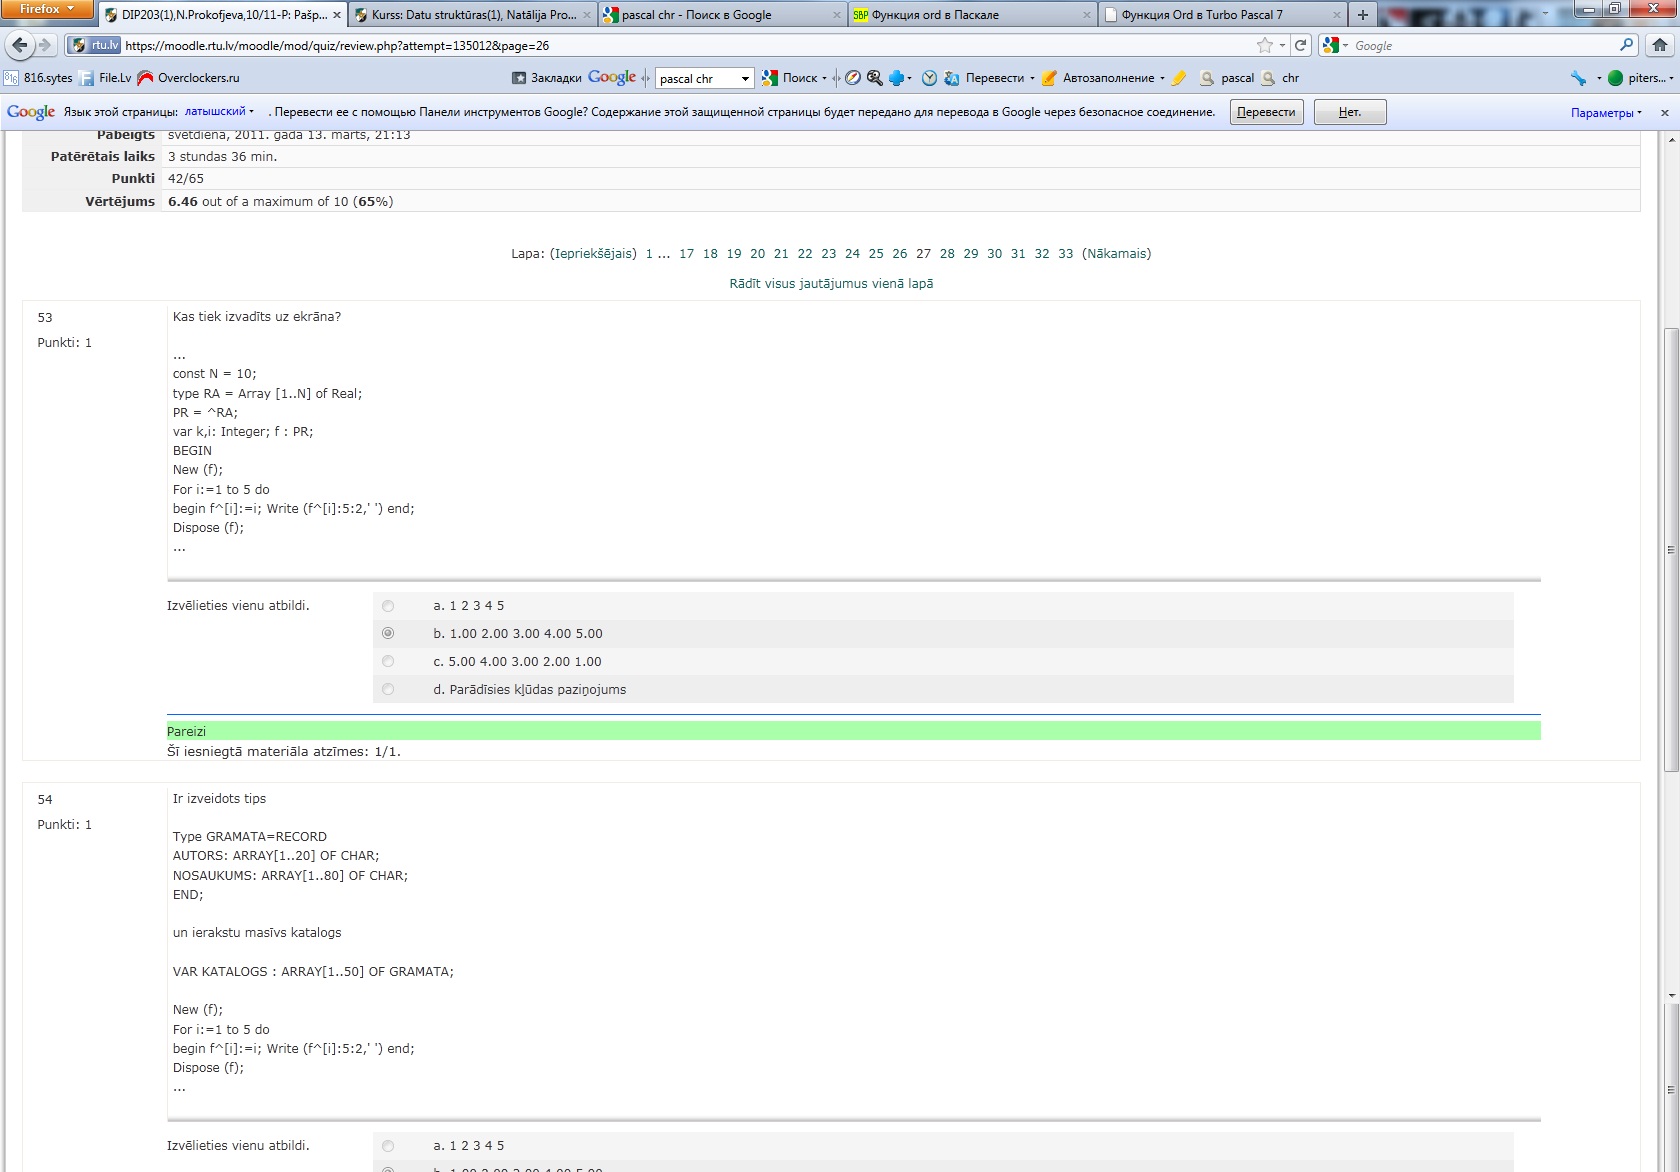 Firefox
DIP203(1),N.Prokofjeva,10/11-P: Pašp...
Kurss: Datu struktūras(1), Natālija Pro...
pascal chr - Поиск в Google
SBP Функция ord в Паскале
Функция Ord в Turbo Pascal 7
rtu.lv https://moodle.rtu.lv/moodle/mod/quiz/review.php?attempt=135012&page=26
Google
816.sytes File.Lv Overclockers.ru
Закладки Google pascal chr Поиск Перевести Автозаполнение pascal chr piters...
Google Язык этой страницы: латышский . Перевести ее с помощью Панели инструментов Google? Содержание этой защищенной страницы будет передано для перевода в Google через безопасное соединение. Перевести Нет. Параметры
Pabeigts svētdiena, 2011. gada 13. marts, 21:13
Patērētais laiks 3 stundas 36 min.
Punkti 42/65
Vērtējums 6.46 out of a maximum of 10 (65%)
Lapa: (Iepriekšējais) 1 ... 17 18 19 20 21 22 23 24 25 26 27 28 29 30 31 32 33 (Nākamais)
Rādīt visus jautājumus vienā lapā
53
Punkti: 1
Kas tiek izvadīts uz ekrāna?
...
const N = 10;
type RA = Array [1..N] of Real;
PR = ^RA;
var k,i: Integer; f : PR;
BEGIN
New (f);
For i:=1 to 5 do
begin f^[i]:=i; Write (f^[i]:5:2,' ') end;
Dispose (f);
...
Izvēlieties vienu atbildi.
a. 1 2 3 4 5
b. 1.00 2.00 3.00 4.00 5.00
c. 5.00 4.00 3.00 2.00 1.00
d. Parādīsies kļūdas paziņojums
Pareizi
Šī iesniegtā materiāla atzīmes: 1/1.
54
Punkti: 1
Ir izveidots tips
Type GRAMATA=RECORD
AUTORS: ARRAY[1..20] OF CHAR;
NOSAUKUMS: ARRAY[1..80] OF CHAR;
END;
un ierakstu masīvs katalogs
VAR KATALOGS : ARRAY[1..50] OF GRAMATA;
New (f);
For i:=1 to 5 do
begin f^[i]:=i; Write (f^[i]:5:2,' ') end;
Dispose (f);
...
Izvēlieties vienu atbildi.
a. 1 2 3 4 5
b. 1.00 2.00 3.00 4.00 5.00